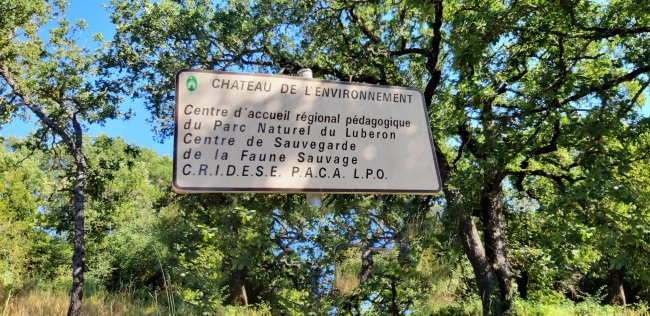 CHATEAU DE L'ENVIRONNEMENT
Centre d'accueil régional pédagogique
du Parc Naturel du Luberon
Centre de Sauvegarde
de la Faune Sauvage
C.R.I.DE.S.E. P.A.C.A. L.P.O.